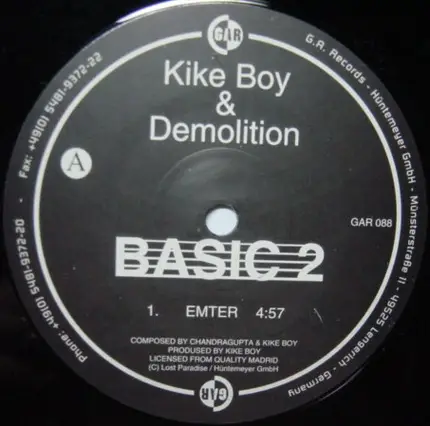 GAR
G.A. Records - Hüntemeyer GmbH - Münsterstraße 11 - 49525 Lengerich - Germany
Phone: +49(0) 5481-9372-20 - Fax: +49(0) 5481-9372-22
Kike Boy
&
Demolition
A
GAR 088
BASIC 2
1. EMTER 4:57
COMPOSED BY CHANDRAGUPTA & KIKE BOY
PRODUSED BY KIKE BOY
LICENSED FROM QUALITY MADRID
(C) Lost Paradise / Hüntemeyer GmbH
GAR